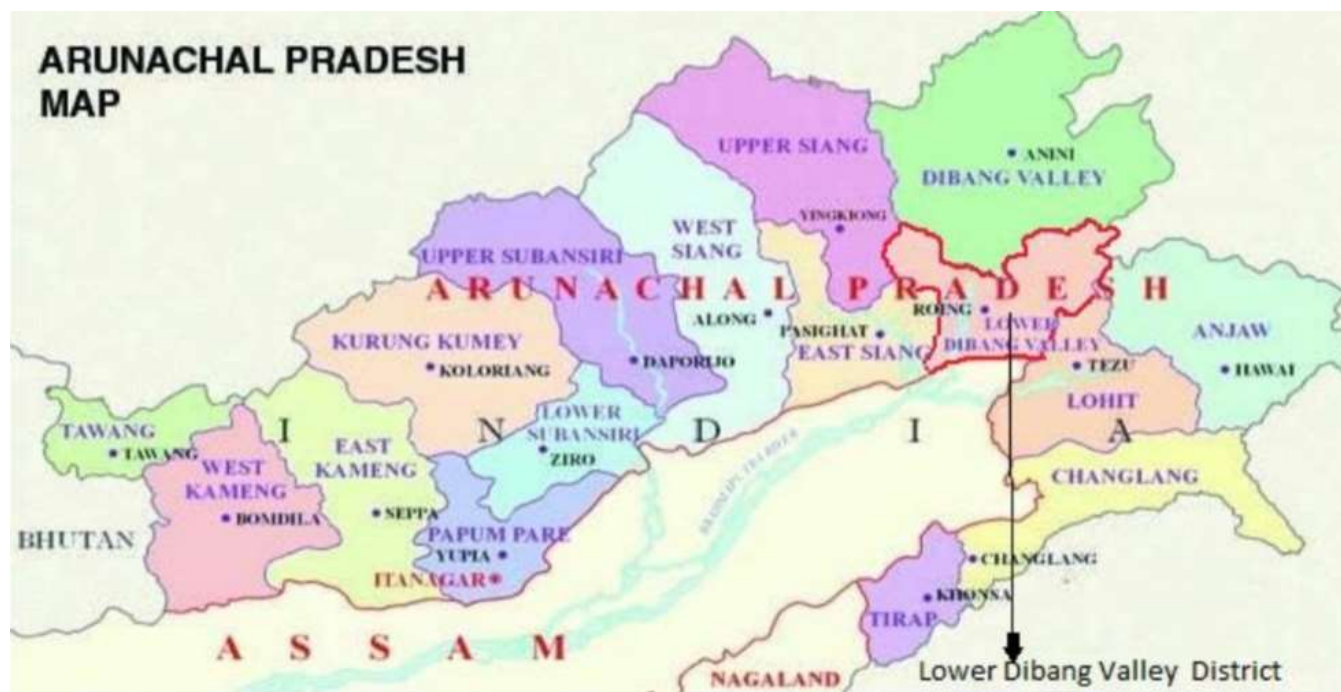 ARUNACHAL PRADESH
MAP
UPPER SIANG
ANINI
DIBANG VALLEY
YINGKIONG
WEST
SIANG
UPPER SUBANSIRI
ARUNACHAL PRADESH
ROING
LOWER
DIBANG VALLEY
ALONG
PASIGHAT
EAST SIANG
ANJAW
HAWAI
KURUNG KUMEY
KOLORIANG
DAPORIJO
TEZU
LOHIT
LOWER
SUBANSIRI
ZIRO
INDIA
TAWANG
TAWANG
WEST
KAMENG
BOMDILA
EAST
KAMENG
SEPPA
CHANGLANG
BRAHMAPUTRA RIVER
BHUTAN
PAPUM PARE
YUPIA
ITANAGAR
CHANGLANG
KHONSA
TIRAP
ASSAM
NAGALAND
Lower Dibang Valley District